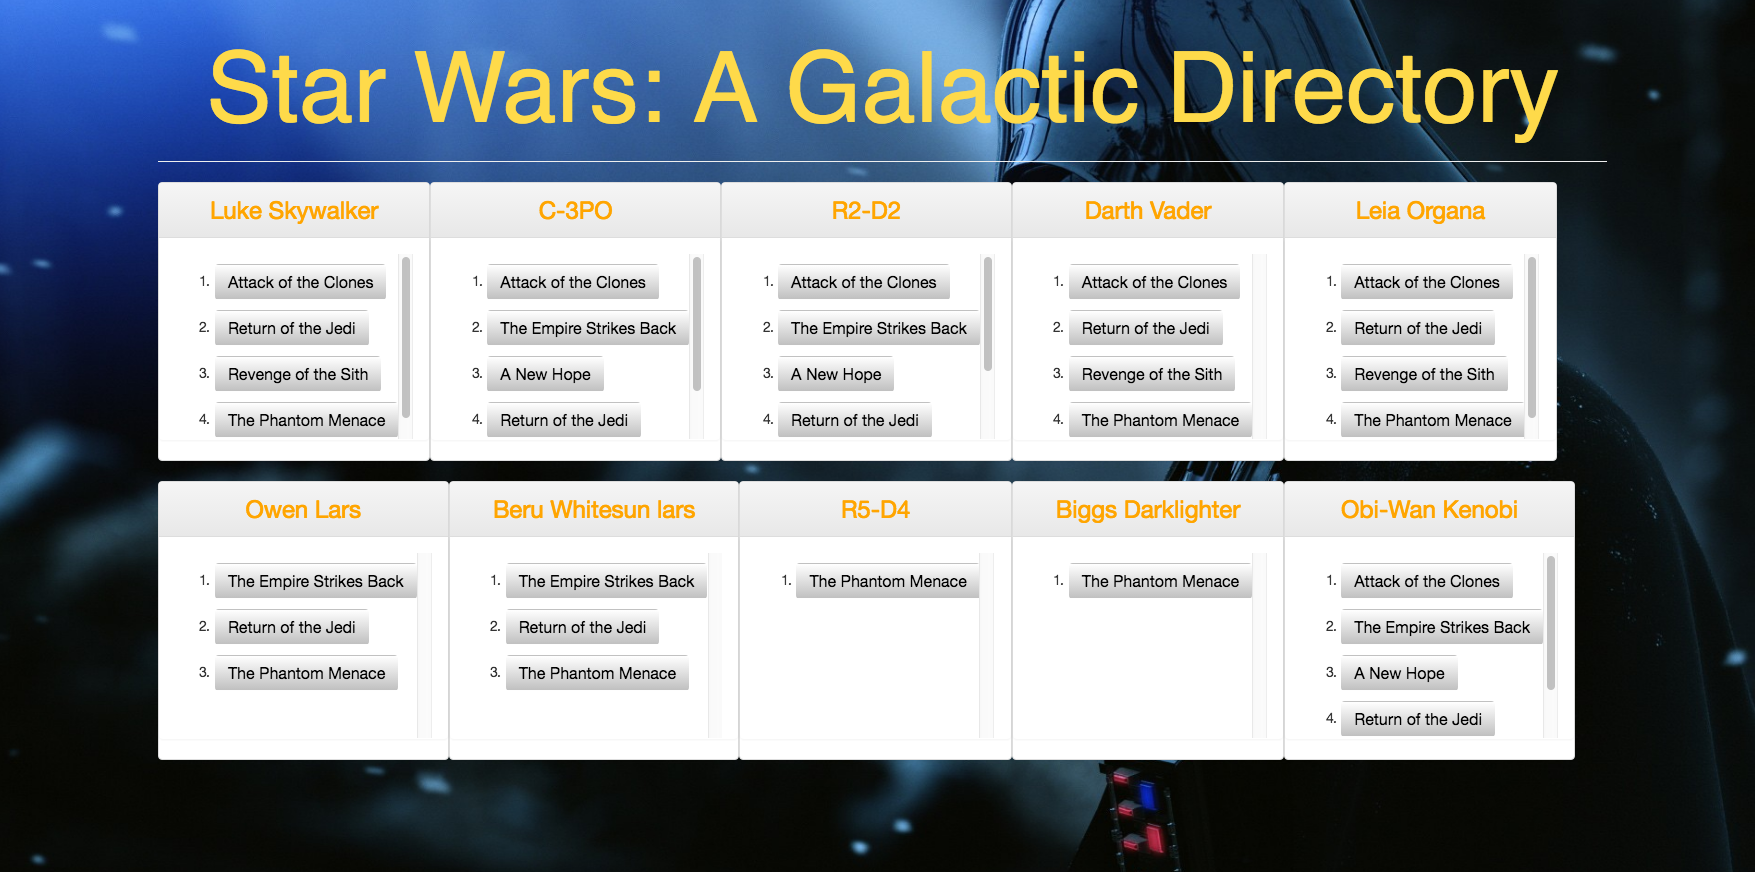 Star Wars: A Galactic Directory
Luke Skywalker
1. Attack of the Clones
2. Return of the Jedi
3. Revenge of the Sith
4. The Phantom Menace
C-3PO
1. Attack of the Clones
2. The Empire Strikes Back
3. A New Hope
4. Return of the Jedi
R2-D2
1. Attack of the Clones
2. The Empire Strikes Back
3. A New Hope
4. Return of the Jedi
Darth Vader
1. Attack of the Clones
2. Return of the Jedi
3. Revenge of the Sith
4. The Phantom Menace
Leia Organa
1. Attack of the Clones
2. Return of the Jedi
3. Revenge of the Sith
4. The Phantom Menace
Owen Lars
1. The Empire Strikes Back
2. Return of the Jedi
3. The Phantom Menace
Beru Whitesun lars
1. The Empire Strikes Back
2. Return of the Jedi
3. The Phantom Menace
R5-D4
1. The Phantom Menace
Biggs Darklighter
1. The Phantom Menace
Obi-Wan Kenobi
1. Attack of the Clones
2. The Empire Strikes Back
3. A New Hope
4. Return of the Jedi